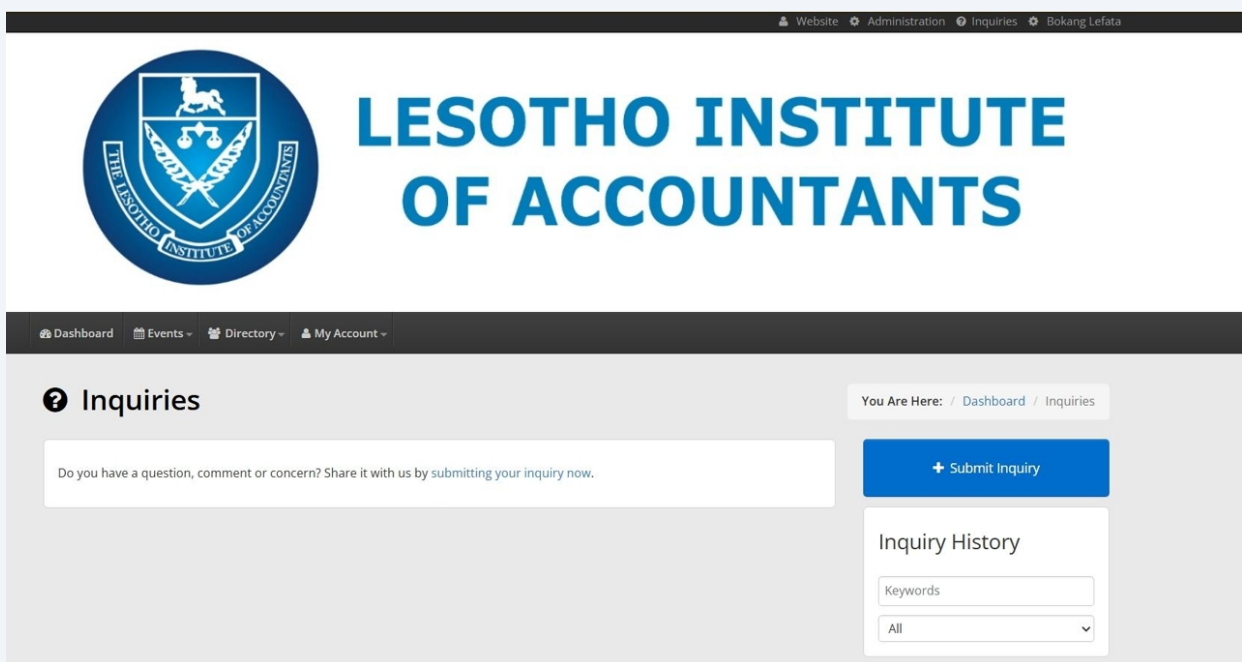 Website Administration Inquiries Bokang Lefata
THE LESOTHO INSTITUTE OF ACCOUNTANTS
LESOTHO INSTITUTE
OF ACCOUNTANTS
Dashboard Events Directory My Account
Inquiries
You Are Here: / Dashboard / Inquiries
Do you have a question, comment or concern? Share it with us by submitting your inquiry now.
Submit Inquiry
Inquiry History
Keywords
All